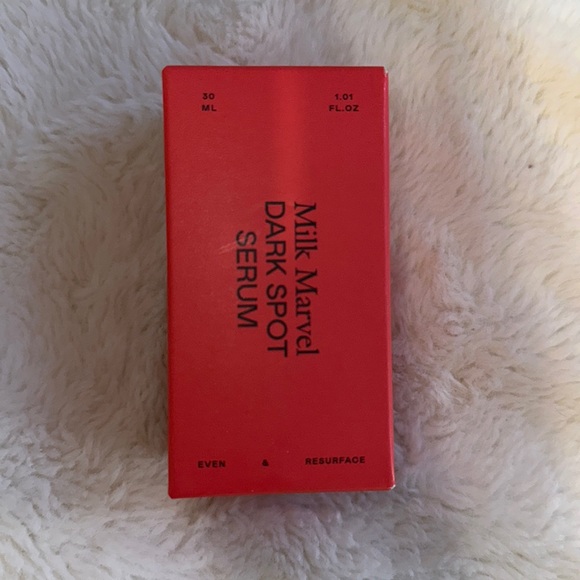 30 ML
1.01 FL.OZ
Milk Marvel
DARK SPOT
SERUM
EVEN & RESURFACE